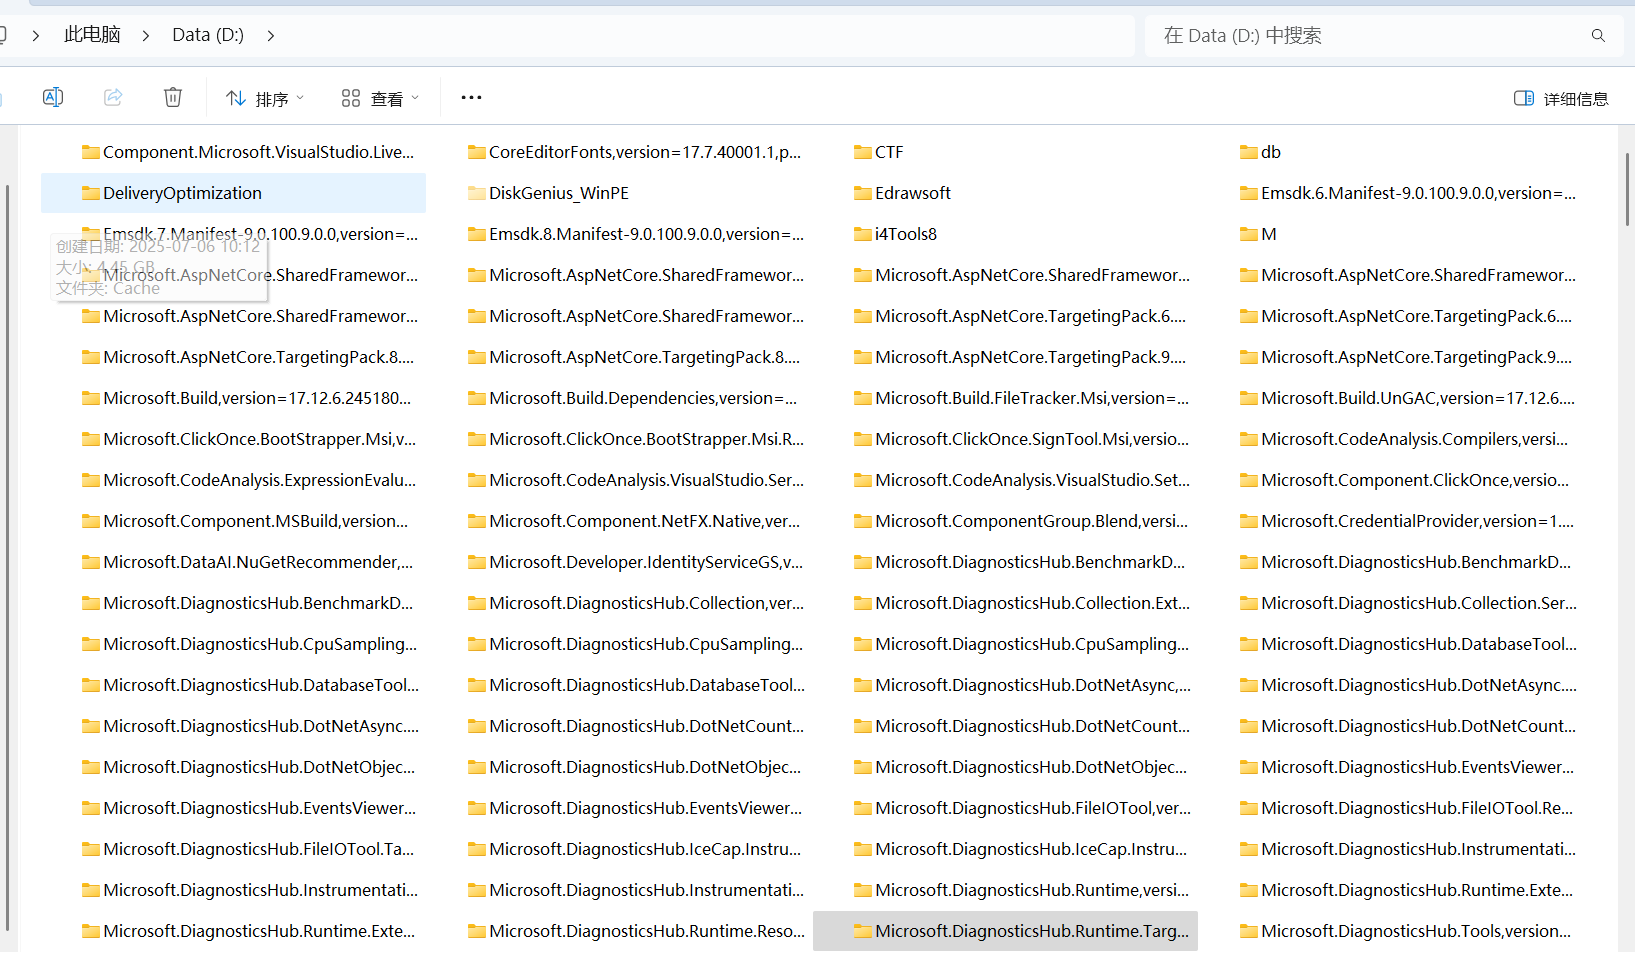 此电脑 Data (D:)
在 Data (D:) 中搜索
排序 查看 ••• 详细信息
Component.Microsoft.VisualStudio.Live... CoreEditorFonts,version=17.7.40001.1,p... CTF db
DeliveryOptimization DiskGenius_WinPE Edrawsoft Emsdk.6.Manifest-9.0.100.9.0.0,version=...
Emsdk.7.Manifest-9.0.100.9.0.0,version=... Emsdk.8.Manifest-9.0.100.9.0.0,version=... i4Tools8 M
创建日期: 2025-07-06 10:12
大小: 4.45 GB
文件夹: Cache
Microsoft.AspNetCore.SharedFramewor... Microsoft.AspNetCore.SharedFramewor... Microsoft.AspNetCore.SharedFramewor... Microsoft.AspNetCore.SharedFramewor...
Microsoft.AspNetCore.SharedFramewor... Microsoft.AspNetCore.SharedFramewor... Microsoft.AspNetCore.TargetingPack.6.... Microsoft.AspNetCore.TargetingPack.6....
Microsoft.AspNetCore.TargetingPack.8.... Microsoft.AspNetCore.TargetingPack.8.... Microsoft.AspNetCore.TargetingPack.9.... Microsoft.AspNetCore.TargetingPack.9....
Microsoft.Build,version=17.12.6.245180... Microsoft.Build.Dependencies,version=... Microsoft.Build.FileTracker.Msi,version=... Microsoft.Build.UnGAC,version=17.12.6....
Microsoft.ClickOnce.BootStrapper.Msi,v... Microsoft.ClickOnce.BootStrapper.Msi.R... Microsoft.ClickOnce.SignTool.Msi,versio... Microsoft.CodeAnalysis.Compilers,versi...
Microsoft.CodeAnalysis.ExpressionEvalu... Microsoft.CodeAnalysis.VisualStudio.Ser... Microsoft.CodeAnalysis.VisualStudio.Set... Microsoft.Component.ClickOnce,versio...
Microsoft.Component.MSBuild,version... Microsoft.Component.NetFX.Native,ver... Microsoft.ComponentGroup.Blend,versi... Microsoft.CredentialProvider,version=1....
Microsoft.DataAI.NuGetRecommender,... Microsoft.Developer.IdentityServiceGS,v... Microsoft.DiagnosticsHub.BenchmarkD... Microsoft.DiagnosticsHub.BenchmarkD...
Microsoft.DiagnosticsHub.BenchmarkD... Microsoft.DiagnosticsHub.Collection,ver... Microsoft.DiagnosticsHub.Collection.Ext... Microsoft.DiagnosticsHub.Collection.Ser...
Microsoft.DiagnosticsHub.CpuSampling... Microsoft.DiagnosticsHub.CpuSampling... Microsoft.DiagnosticsHub.CpuSampling... Microsoft.DiagnosticsHub.DatabaseTool...
Microsoft.DiagnosticsHub.DatabaseTool... Microsoft.DiagnosticsHub.DatabaseTool... Microsoft.DiagnosticsHub.DotNetAsync,... Microsoft.DiagnosticsHub.DotNetAsync....
Microsoft.DiagnosticsHub.DotNetAsync.... Microsoft.DiagnosticsHub.DotNetCount... Microsoft.DiagnosticsHub.DotNetCount... Microsoft.DiagnosticsHub.DotNetCount...
Microsoft.DiagnosticsHub.DotNetObjec... Microsoft.DiagnosticsHub.DotNetObjec... Microsoft.DiagnosticsHub.DotNetObjec... Microsoft.DiagnosticsHub.EventsViewer...
Microsoft.DiagnosticsHub.EventsViewer... Microsoft.DiagnosticsHub.EventsViewer... Microsoft.DiagnosticsHub.FileIOTool,ver... Microsoft.DiagnosticsHub.FileIOTool.Re...
Microsoft.DiagnosticsHub.FileIOTool.Ta... Microsoft.DiagnosticsHub.IceCap.Instru... Microsoft.DiagnosticsHub.IceCap.Instru... Microsoft.DiagnosticsHub.Instrumentati...
Microsoft.DiagnosticsHub.Instrumentati... Microsoft.DiagnosticsHub.Instrumentati... Microsoft.DiagnosticsHub.Runtime,versi... Microsoft.DiagnosticsHub.Runtime.Exte...
Microsoft.DiagnosticsHub.Runtime.Exte... Microsoft.DiagnosticsHub.Runtime.Reso... Microsoft.DiagnosticsHub.Runtime.Targ... Microsoft.DiagnosticsHub.Tools,version...